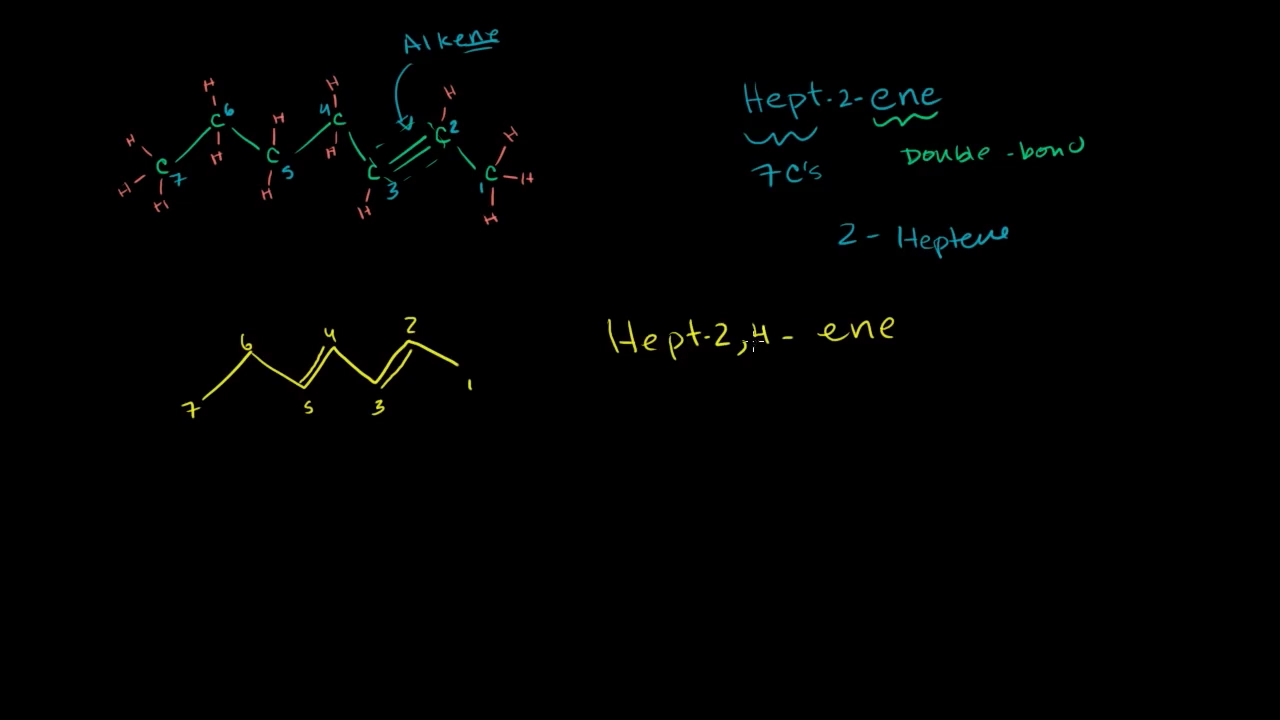 Alkene
H H H
H C 6 H 4 C C 2 H
H C 7 H C 5 H C 3 1 C H
H H H H H
Hept-2-ene
7 C's
Double-bond
2-Heptene
6 4 2
7 5 3 1
Hept-2,4-ene